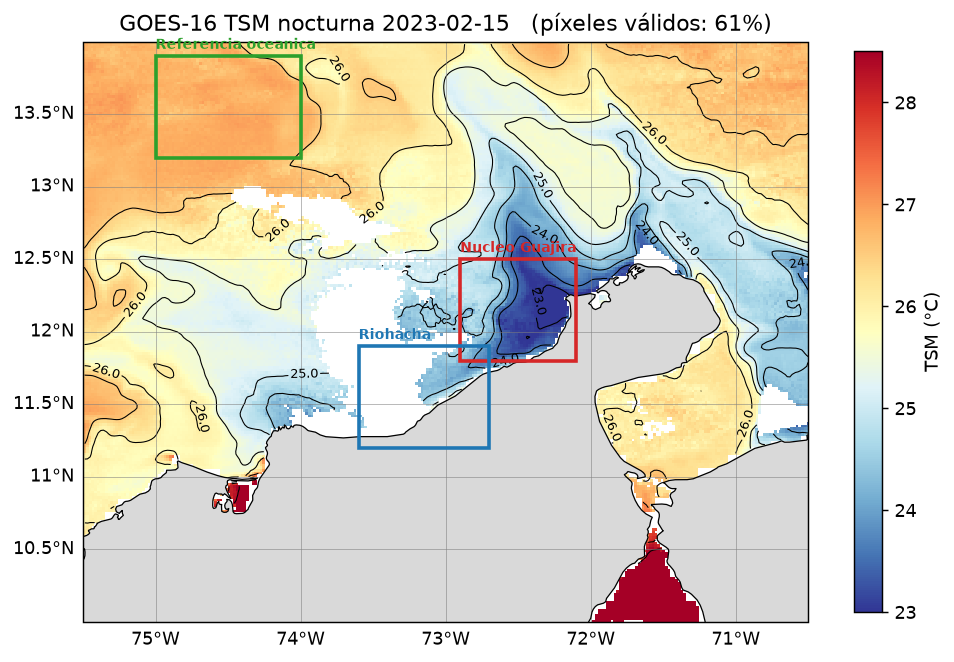 GOES-16 TSM nocturna 2023-02-15   (píxeles válidos: 61%)
Referencia oceanica
26.0
26.0
26.0
13.5°N
13°N
12.5°N
12°N
11.5°N
11°N
10.5°N
25.0
26.0
26.0
24.0
24.0
25.0
Nucleo Guajira
24.
26.0
23.0
Riohacha
26.0
25.0
26.0
26.0
26.0
75°W
74°W
73°W
72°W
71°W
28
27
26
25
24
23
TSM (°C)